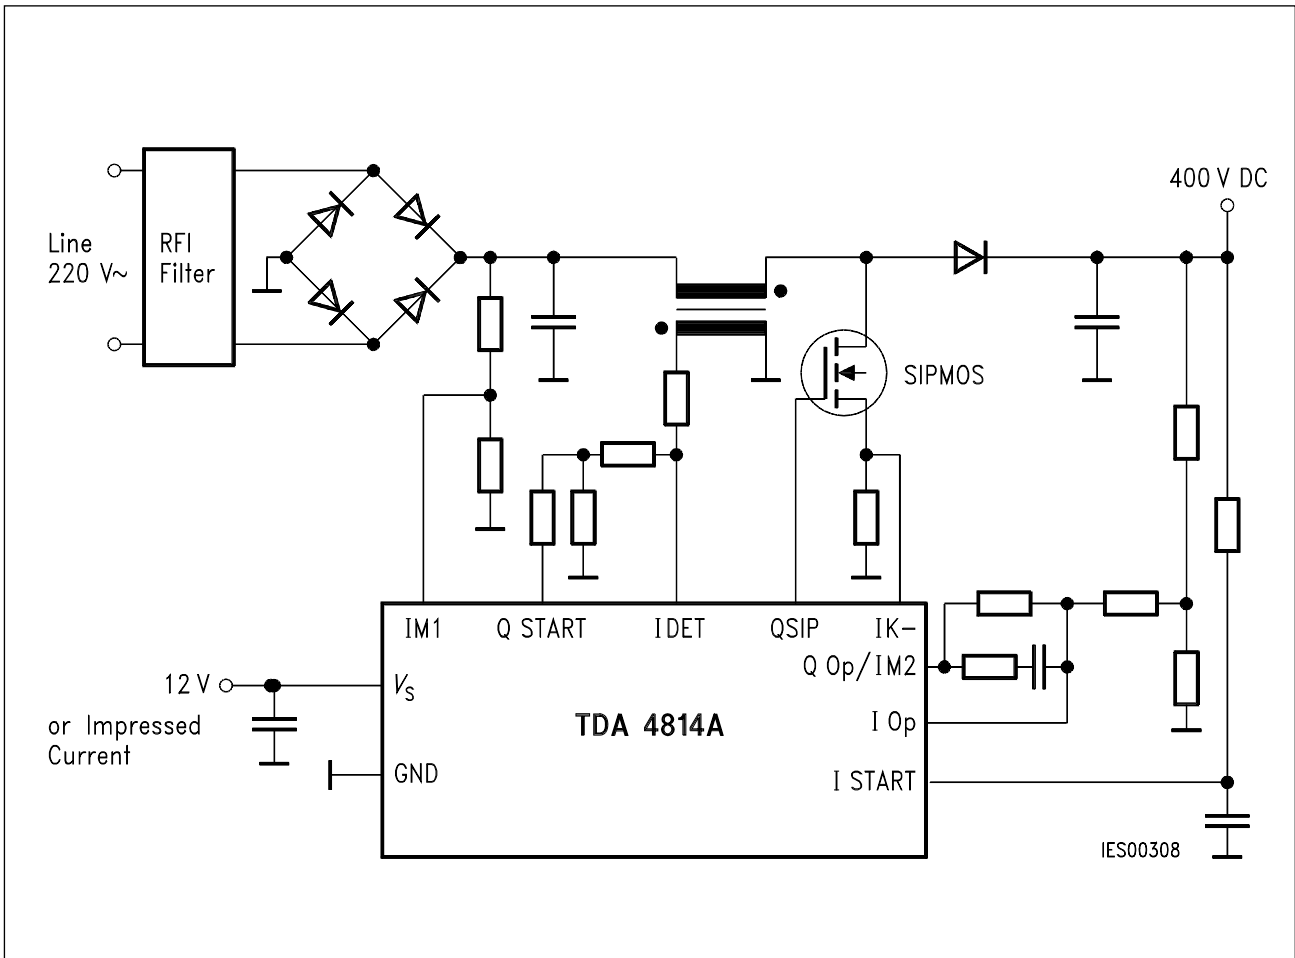 400 V DC
Line
220 V~
RFI
Filter
SIPMOS
IM1
Q START
I DET
QSIP
IK-
Q Op/IM2
12 V
VS
or Impressed
Current
TDA 4814A
I Op
GND
I START
IES00308